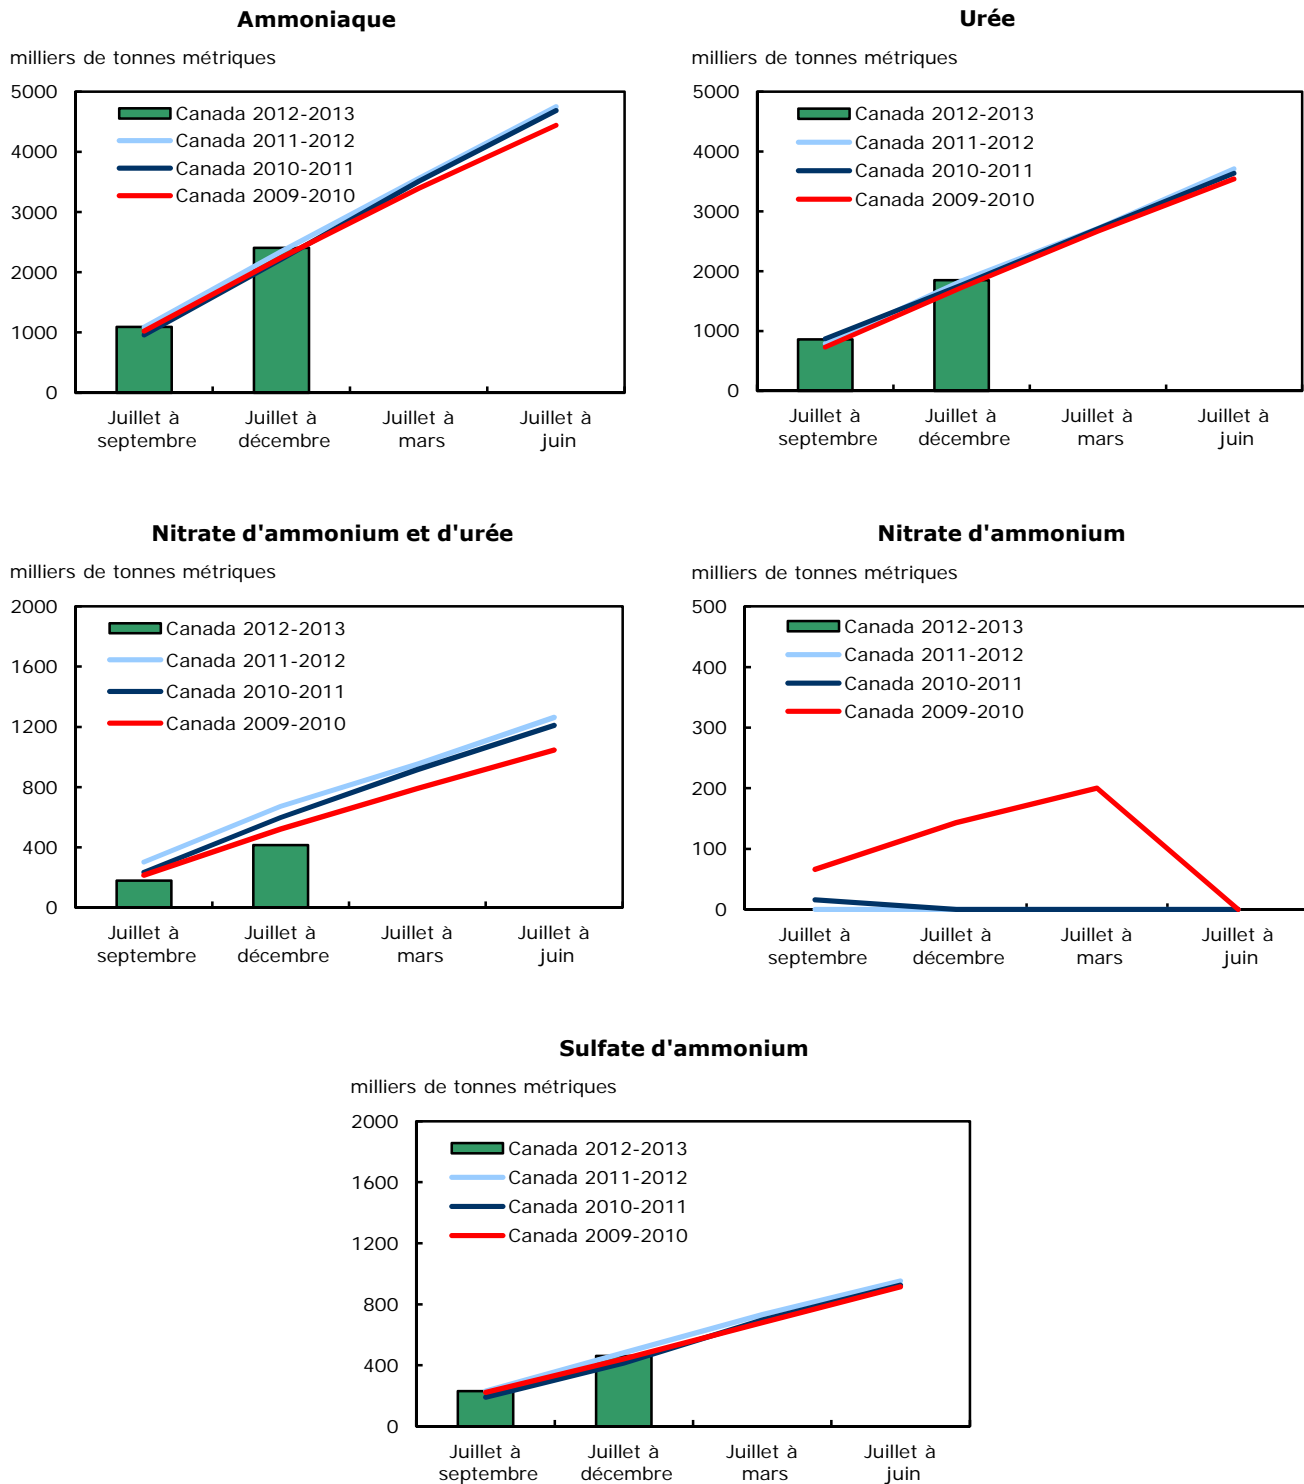 Ammoniaque
milliers de tonnes métriques
5000
4000
3000
2000
1000
0
Canada 2012-2013
Canada 2011-2012
Canada 2010-2011
Canada 2009-2010
Juillet à septembre
Juillet à décembre
Juillet à mars
Juillet à juin
Urée
milliers de tonnes métriques
5000
4000
3000
2000
1000
0
Canada 2012-2013
Canada 2011-2012
Canada 2010-2011
Canada 2009-2010
Juillet à septembre
Juillet à décembre
Juillet à mars
Juillet à juin
Nitrate d'ammonium et d'urée
milliers de tonnes métriques
2000
1600
1200
800
400
0
Canada 2012-2013
Canada 2011-2012
Canada 2010-2011
Canada 2009-2010
Juillet à septembre
Juillet à décembre
Juillet à mars
Juillet à juin
Nitrate d'ammonium
milliers de tonnes métriques
500
400
300
200
100
0
Canada 2012-2013
Canada 2011-2012
Canada 2010-2011
Canada 2009-2010
Juillet à septembre
Juillet à décembre
Juillet à mars
Juillet à juin
Sulfate d'ammonium
milliers de tonnes métriques
2000
1600
1200
800
400
0
Canada 2012-2013
Canada 2011-2012
Canada 2010-2011
Canada 2009-2010
Juillet à septembre
Juillet à décembre
Juillet à mars
Juillet à juin